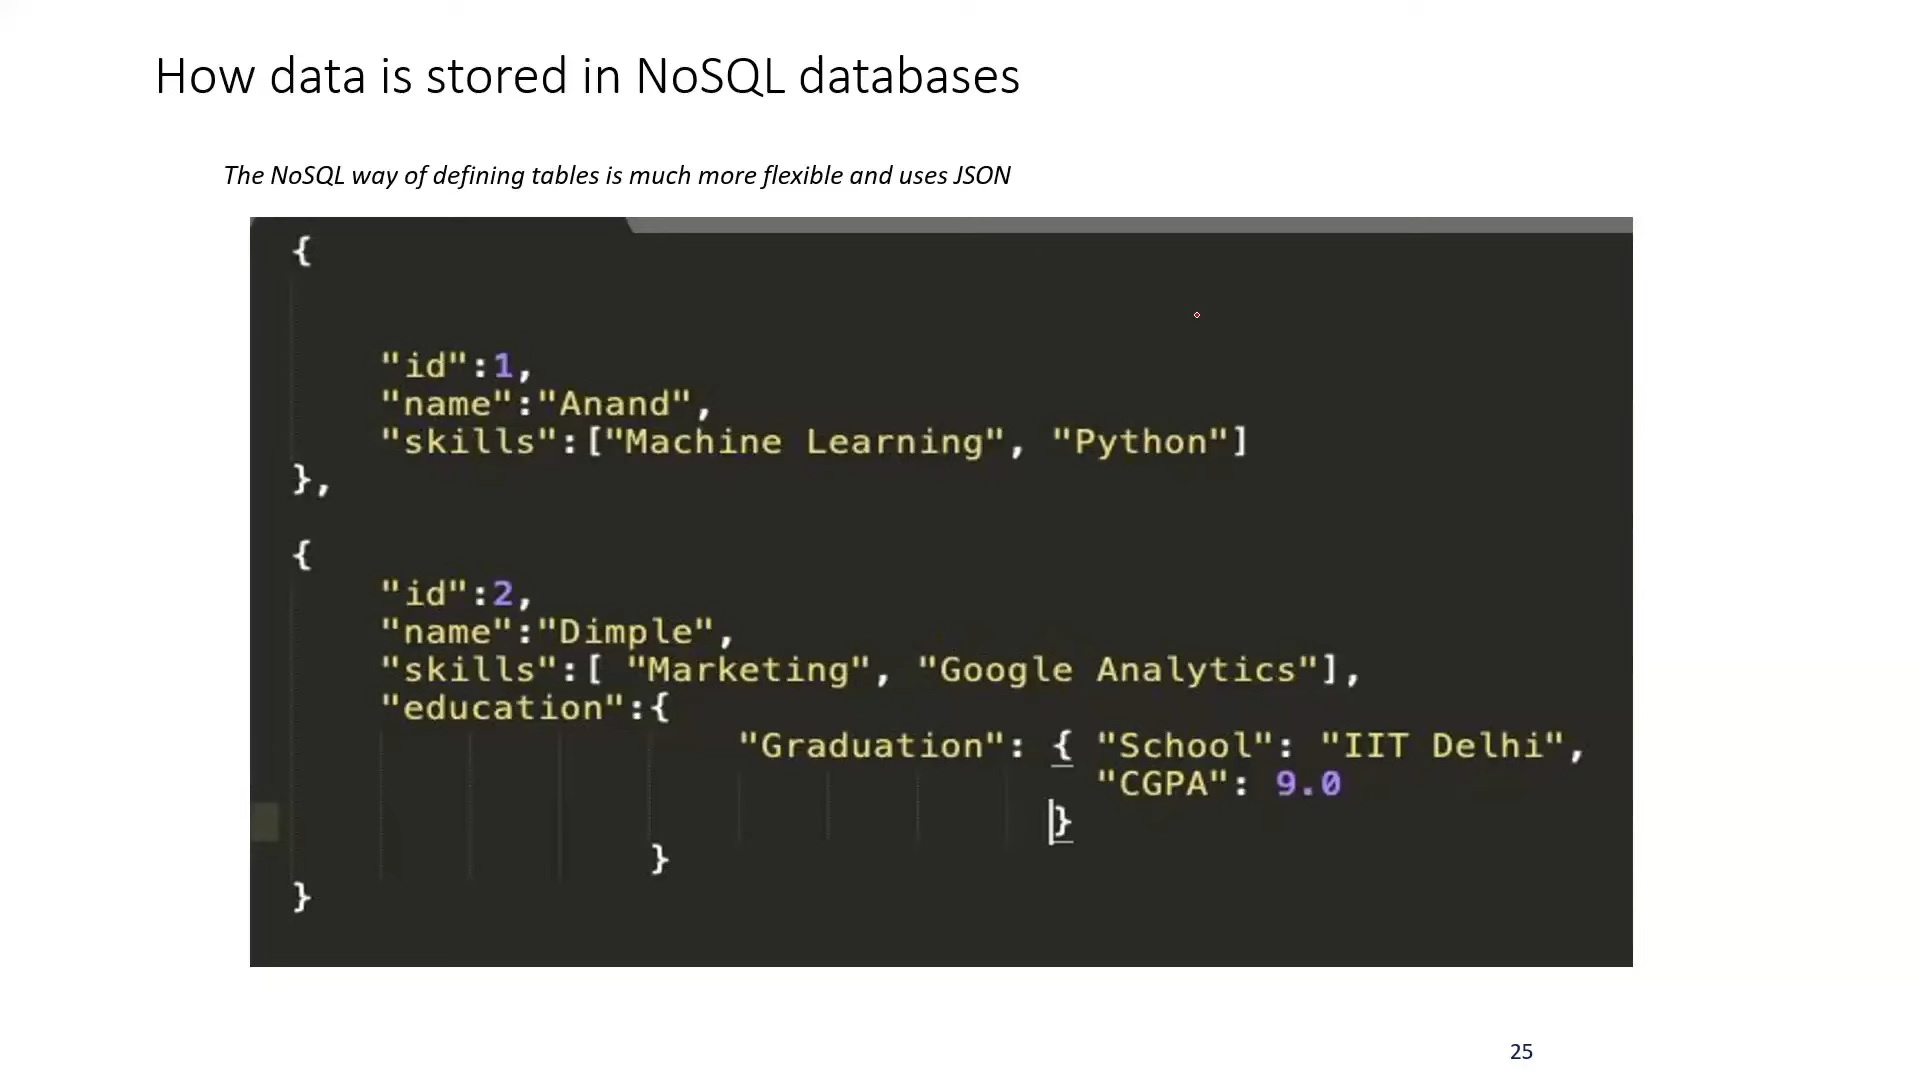 How data is stored in NoSQL databases
The NoSQL way of defining tables is much more flexible and uses JSON
{
"id":1,
"name":"Anand",
"skills":["Machine Learning", "Python"]
},
{
"id":2,
"name":"Dimple",
"skills":[ "Marketing", "Google Analytics"],
"education":{
"Graduation": { "School": "IIT Delhi",
"CGPA": 9.0
}
}
}
25